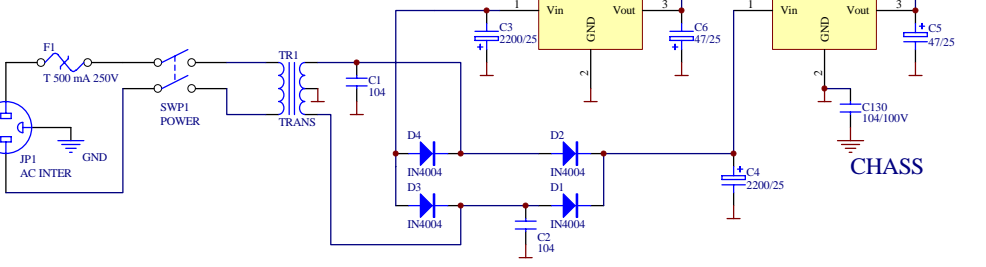 1
Vin
Vout
3
GND
2
C3
2200/25
+
C6
47/25
+
1
Vin
Vout
3
GND
2
+
C5
47/25
F1
T 500 mA 250V
SWP1
POWER
TR1
TRANS
C1
104
C130
104/100V
CHASS
JP1
AC INTER
GND
D4
IN4004
D2
IN4004
D3
IN4004
D1
IN4004
C2
104
+
C4
2200/25